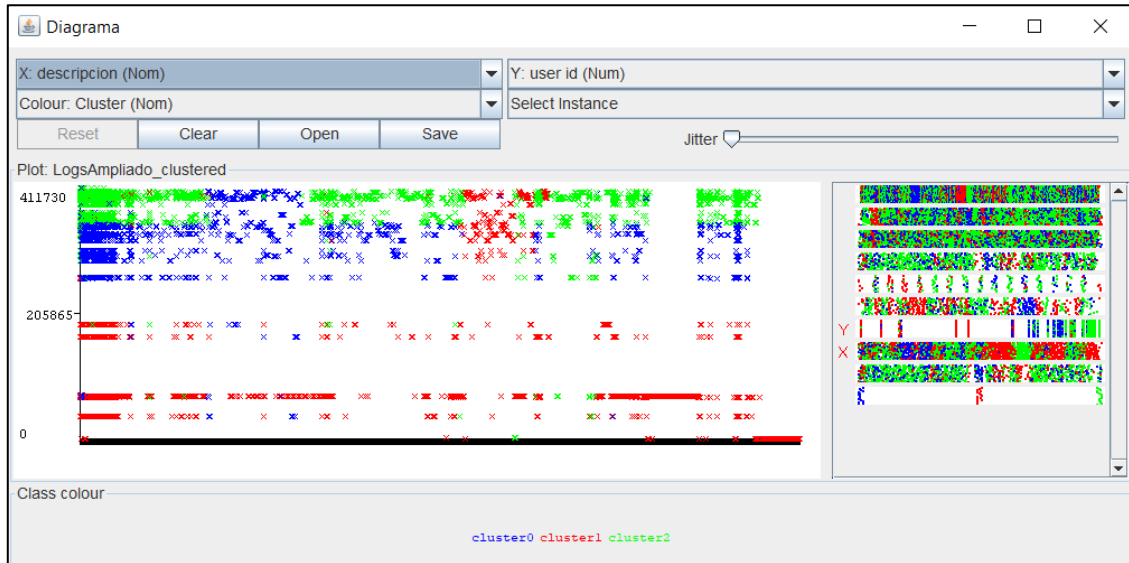 Diagrama
X: descripcion (Nom) Y: user id (Num)
Colour: Cluster (Nom) Select Instance
Reset Clear Open Save Jitter
Plot: LogsAmpliado_clustered
411730
205865
0
Y
X
Class colour
cluster0 cluster1 cluster2